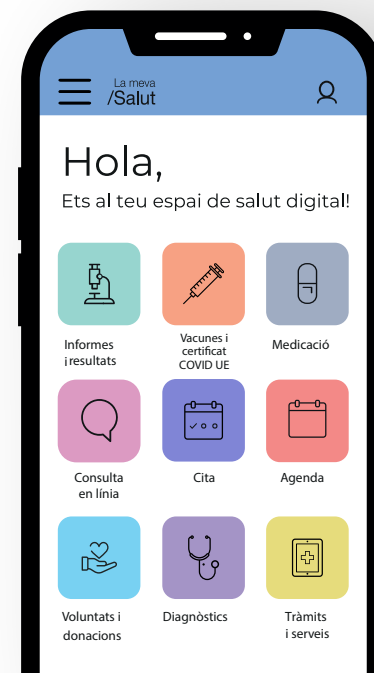 La meva
/Salut
Hola,
Ets al teu espai de salut digital!
Informes
i resultats
Vacunes i
certificat
COVID UE
Medicació
Consulta
en línia
Cita
Agenda
Voluntats i
donacions
Diagnòstics
Tràmits
i serveis